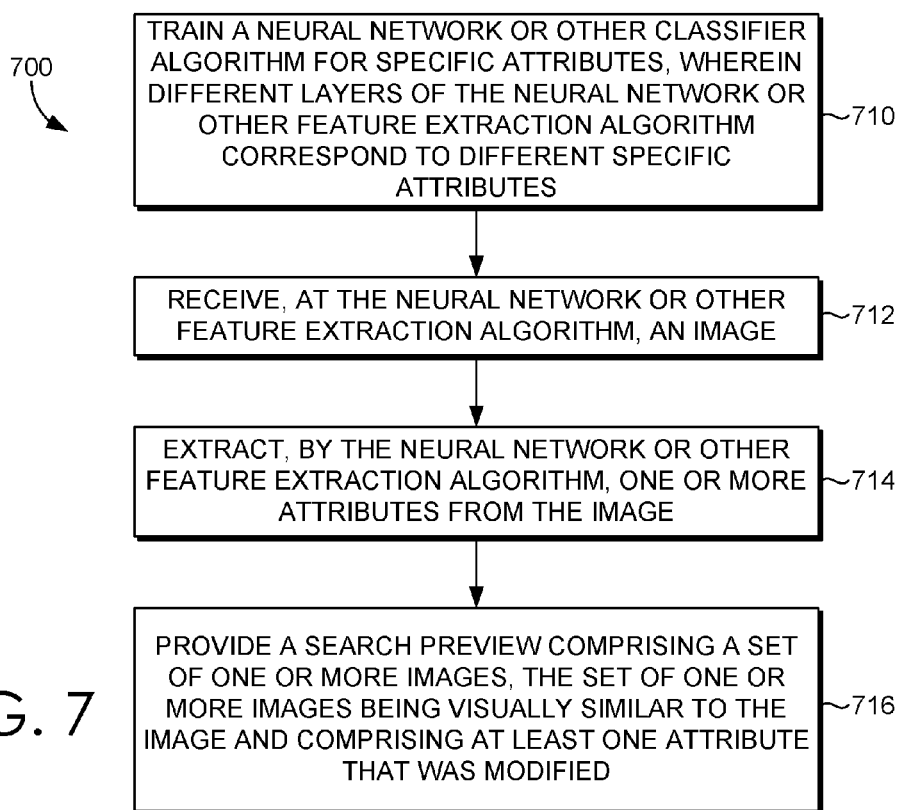 700
TRAIN A NEURAL NETWORK OR OTHER CLASSIFIER
ALGORITHM FOR SPECIFIC ATTRIBUTES, WHEREIN
DIFFERENT LAYERS OF THE NEURAL NETWORK OR
OTHER FEATURE EXTRACTION ALGORITHM
CORRESPOND TO DIFFERENT SPECIFIC
ATTRIBUTES
710
RECEIVE, AT THE NEURAL NETWORK OR OTHER
FEATURE EXTRACTION ALGORITHM, AN IMAGE
712
EXTRACT, BY THE NEURAL NETWORK OR OTHER
FEATURE EXTRACTION ALGORITHM, ONE OR MORE
ATTRIBUTES FROM THE IMAGE
714
PROVIDE A SEARCH PREVIEW COMPRISING A SET
OF ONE OR MORE IMAGES, THE SET OF ONE OR
MORE IMAGES BEING VISUALLY SIMILAR TO THE
IMAGE AND COMPRISING AT LEAST ONE ATTRIBUTE
THAT WAS MODIFIED
716
G. 7